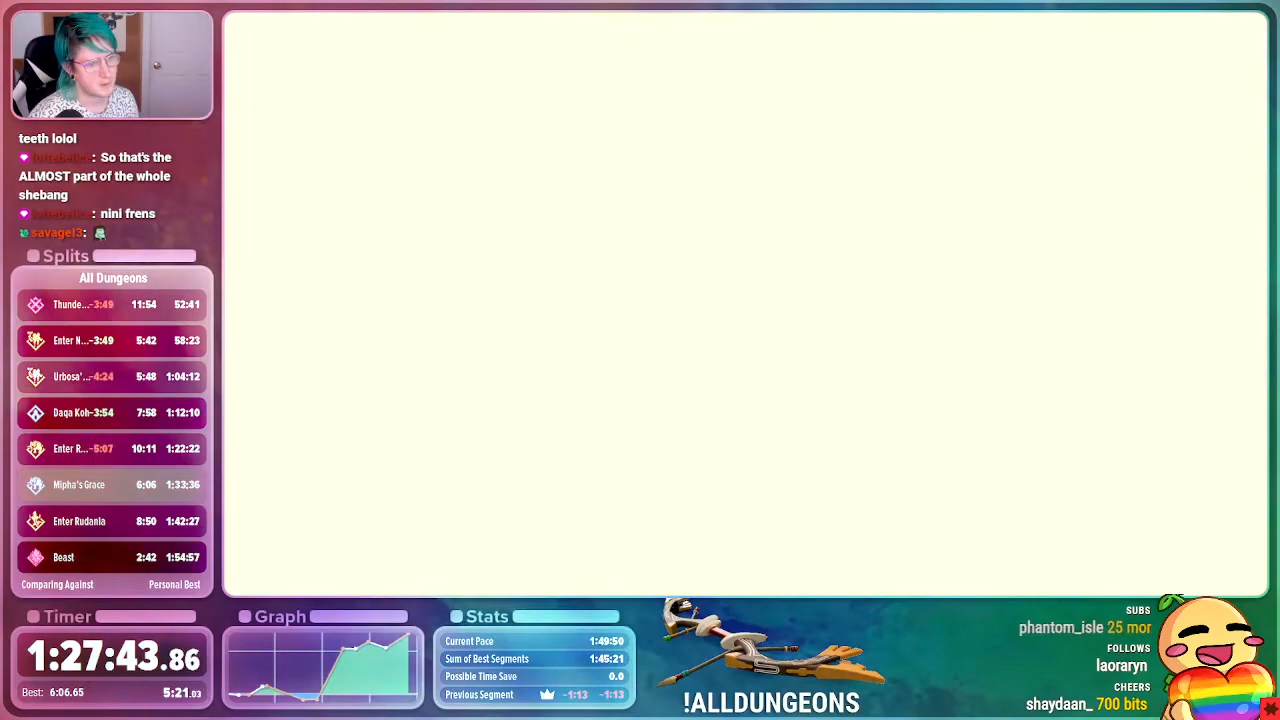 teeth lolol
: So that's the
ALMOST part of the whole
shebang
: nini frens
savagel3:
Splits
All Dungeons
Thunde... -3:49 11:54 52:41
Enter N... -3:49 5:42 58:23
Urbosa'... -4:24 5:48 1:04:12
Daqa Koh -3:54 7:58 1:12:10
Enter R... -5:07 10:11 1:22:22
Mipha's Grace 6:06 1:33:36
Enter Rudania 8:50 1:42:27
Beast 2:42 1:54:57
Comparing Against Personal Best
Timer
1:27:43.86
Best: 6:06.65 5:21.03
Graph
Stats
Current Pace 1:49:50
Sum of Best Segments 1:45:21
Possible Time Save 0.0
Previous Segment -1:13 -1:13
!ALLDUNGEONS
SUBS
phantom_isle 25 mor
FOLLOWS
laoraryn
CHEERS
shaydaan_ 700 bits